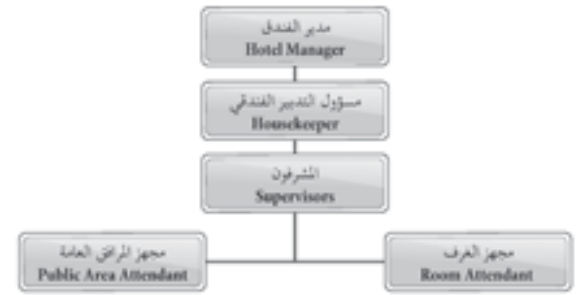 مدير الفندق
Hotel Manager
مسؤول التدبير الفندقي
Housekeeper
المشرفون
Supervisors
مجهز المرافق العامة
Public Area Attendant
مجهز الغرف
Room Attendant